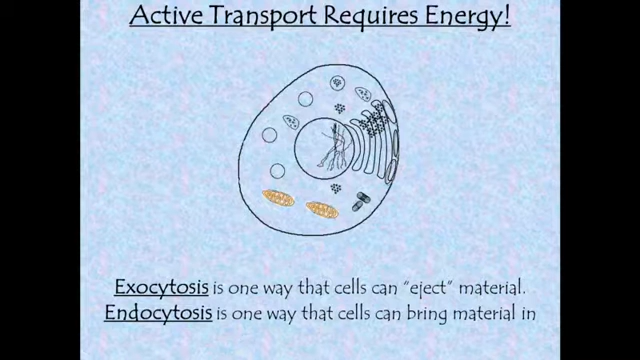 Active Transport Requires Energy!
Exocytosis is one way that cells can “eject” material.
Endocytosis is one way that cells can bring material in